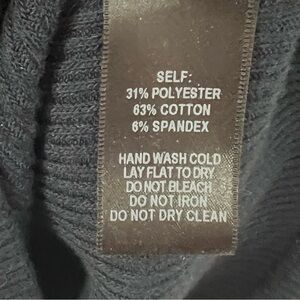 SELF:
31% POLYESTER
63% COTTON
6% SPANDEX
HAND WASH COLD
LAY FLAT TO DRY
DO NOT BLEACH
DO NOT IRON
DO NOT DRY CLEAN